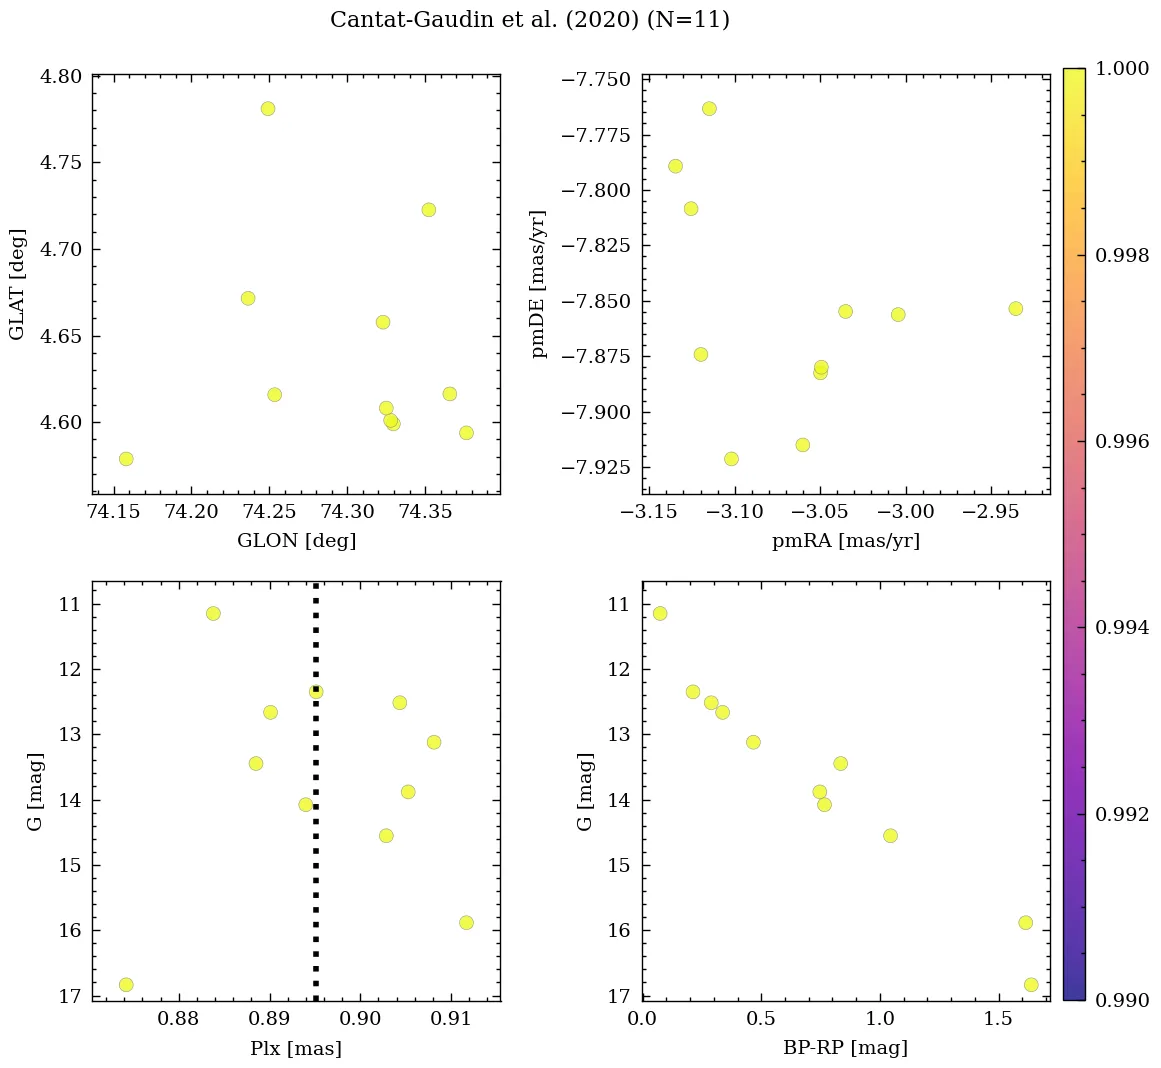 Cantat-Gaudin et al. (2020) (N=11)
4.80
4.75
4.70
4.65
4.60
GLAT [deg]
74.15 74.20 74.25 74.30 74.35
GLON [deg]
−7.750
−7.775
−7.800
−7.825
−7.850
−7.875
−7.900
−7.925
pmDE [mas/yr]
−3.15 −3.10 −3.05 −3.00 −2.95
pmRA [mas/yr]
11
12
13
14
15
16
17
G [mag]
0.88 0.89 0.90 0.91
Plx [mas]
11
12
13
14
15
16
17
G [mag]
0.0 0.5 1.0 1.5
BP-RP [mag]
1.000
0.998
0.996
0.994
0.992
0.990